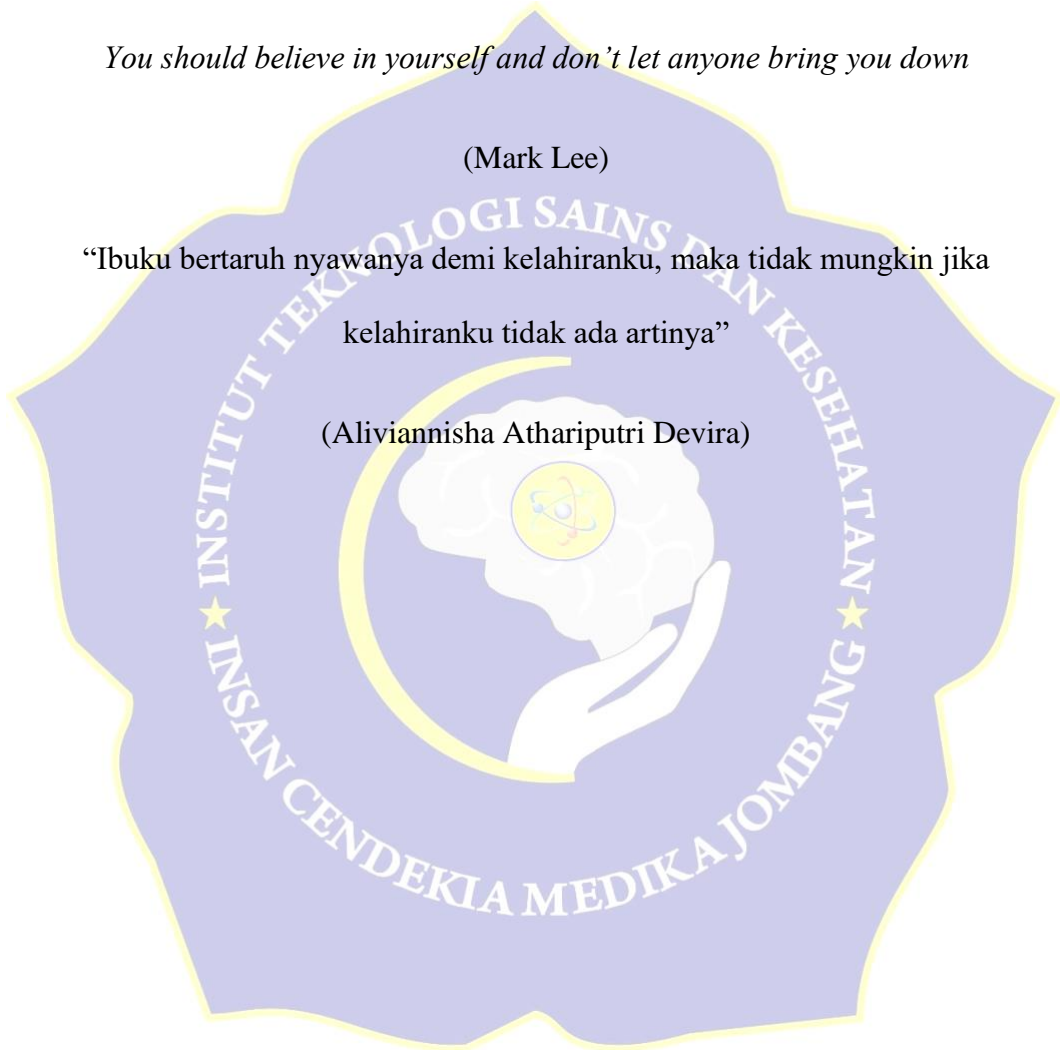 You should believe in yourself and don’t let anyone bring you down
(Mark Lee)
“Ibuku bertaruh nyawanya demi kelahiranku, maka tidak mungkin jika
kelahiranku tidak ada artinya”
(Aliviannisha Athariputri Devira)
INSTITUT TEKNOLOGI SAINS DAN KESEHATAN
INSAN CENDEKIA MEDIKA JOMBANG